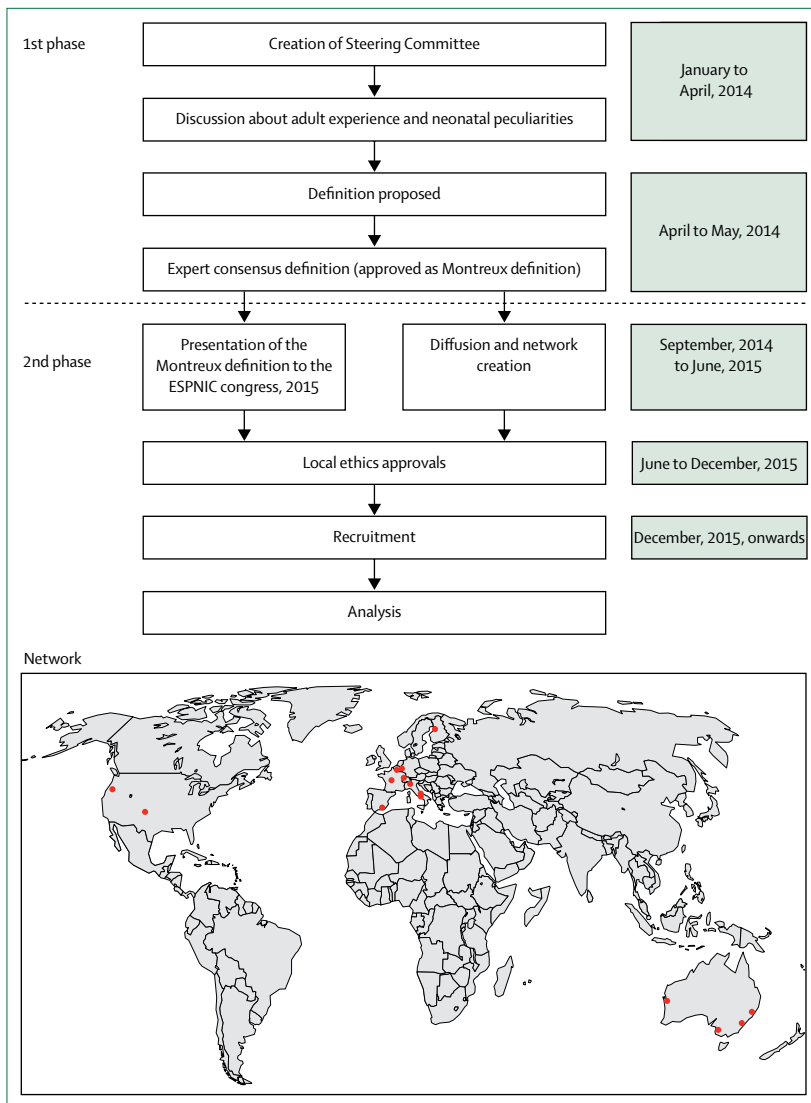 1st phase
Creation of Steering Committee
January to
April, 2014
Discussion about adult experience and neonatal peculiarities
Definition proposed
April to May, 2014
Expert consensus definition (approved as Montreux definition)
2nd phase
Presentation of the
Montreux definition to the
ESPNIC congress, 2015
Diffusion and network
creation
September, 2014
to June, 2015
Local ethics approvals
June to December, 2015
Recruitment
December, 2015, onwards
Analysis
Network